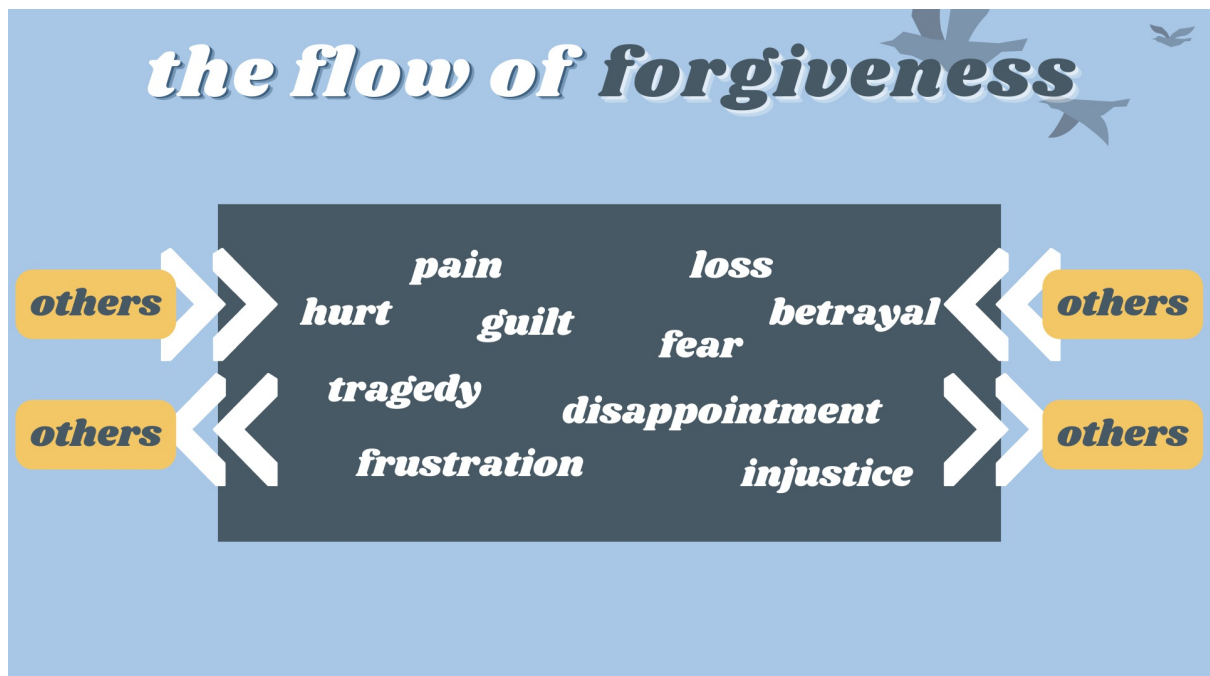 the flow of forgiveness
pain
loss
others
hurt
guilt
betrayal
others
fear
tragedy
disappointment
others
frustration
injustice
others